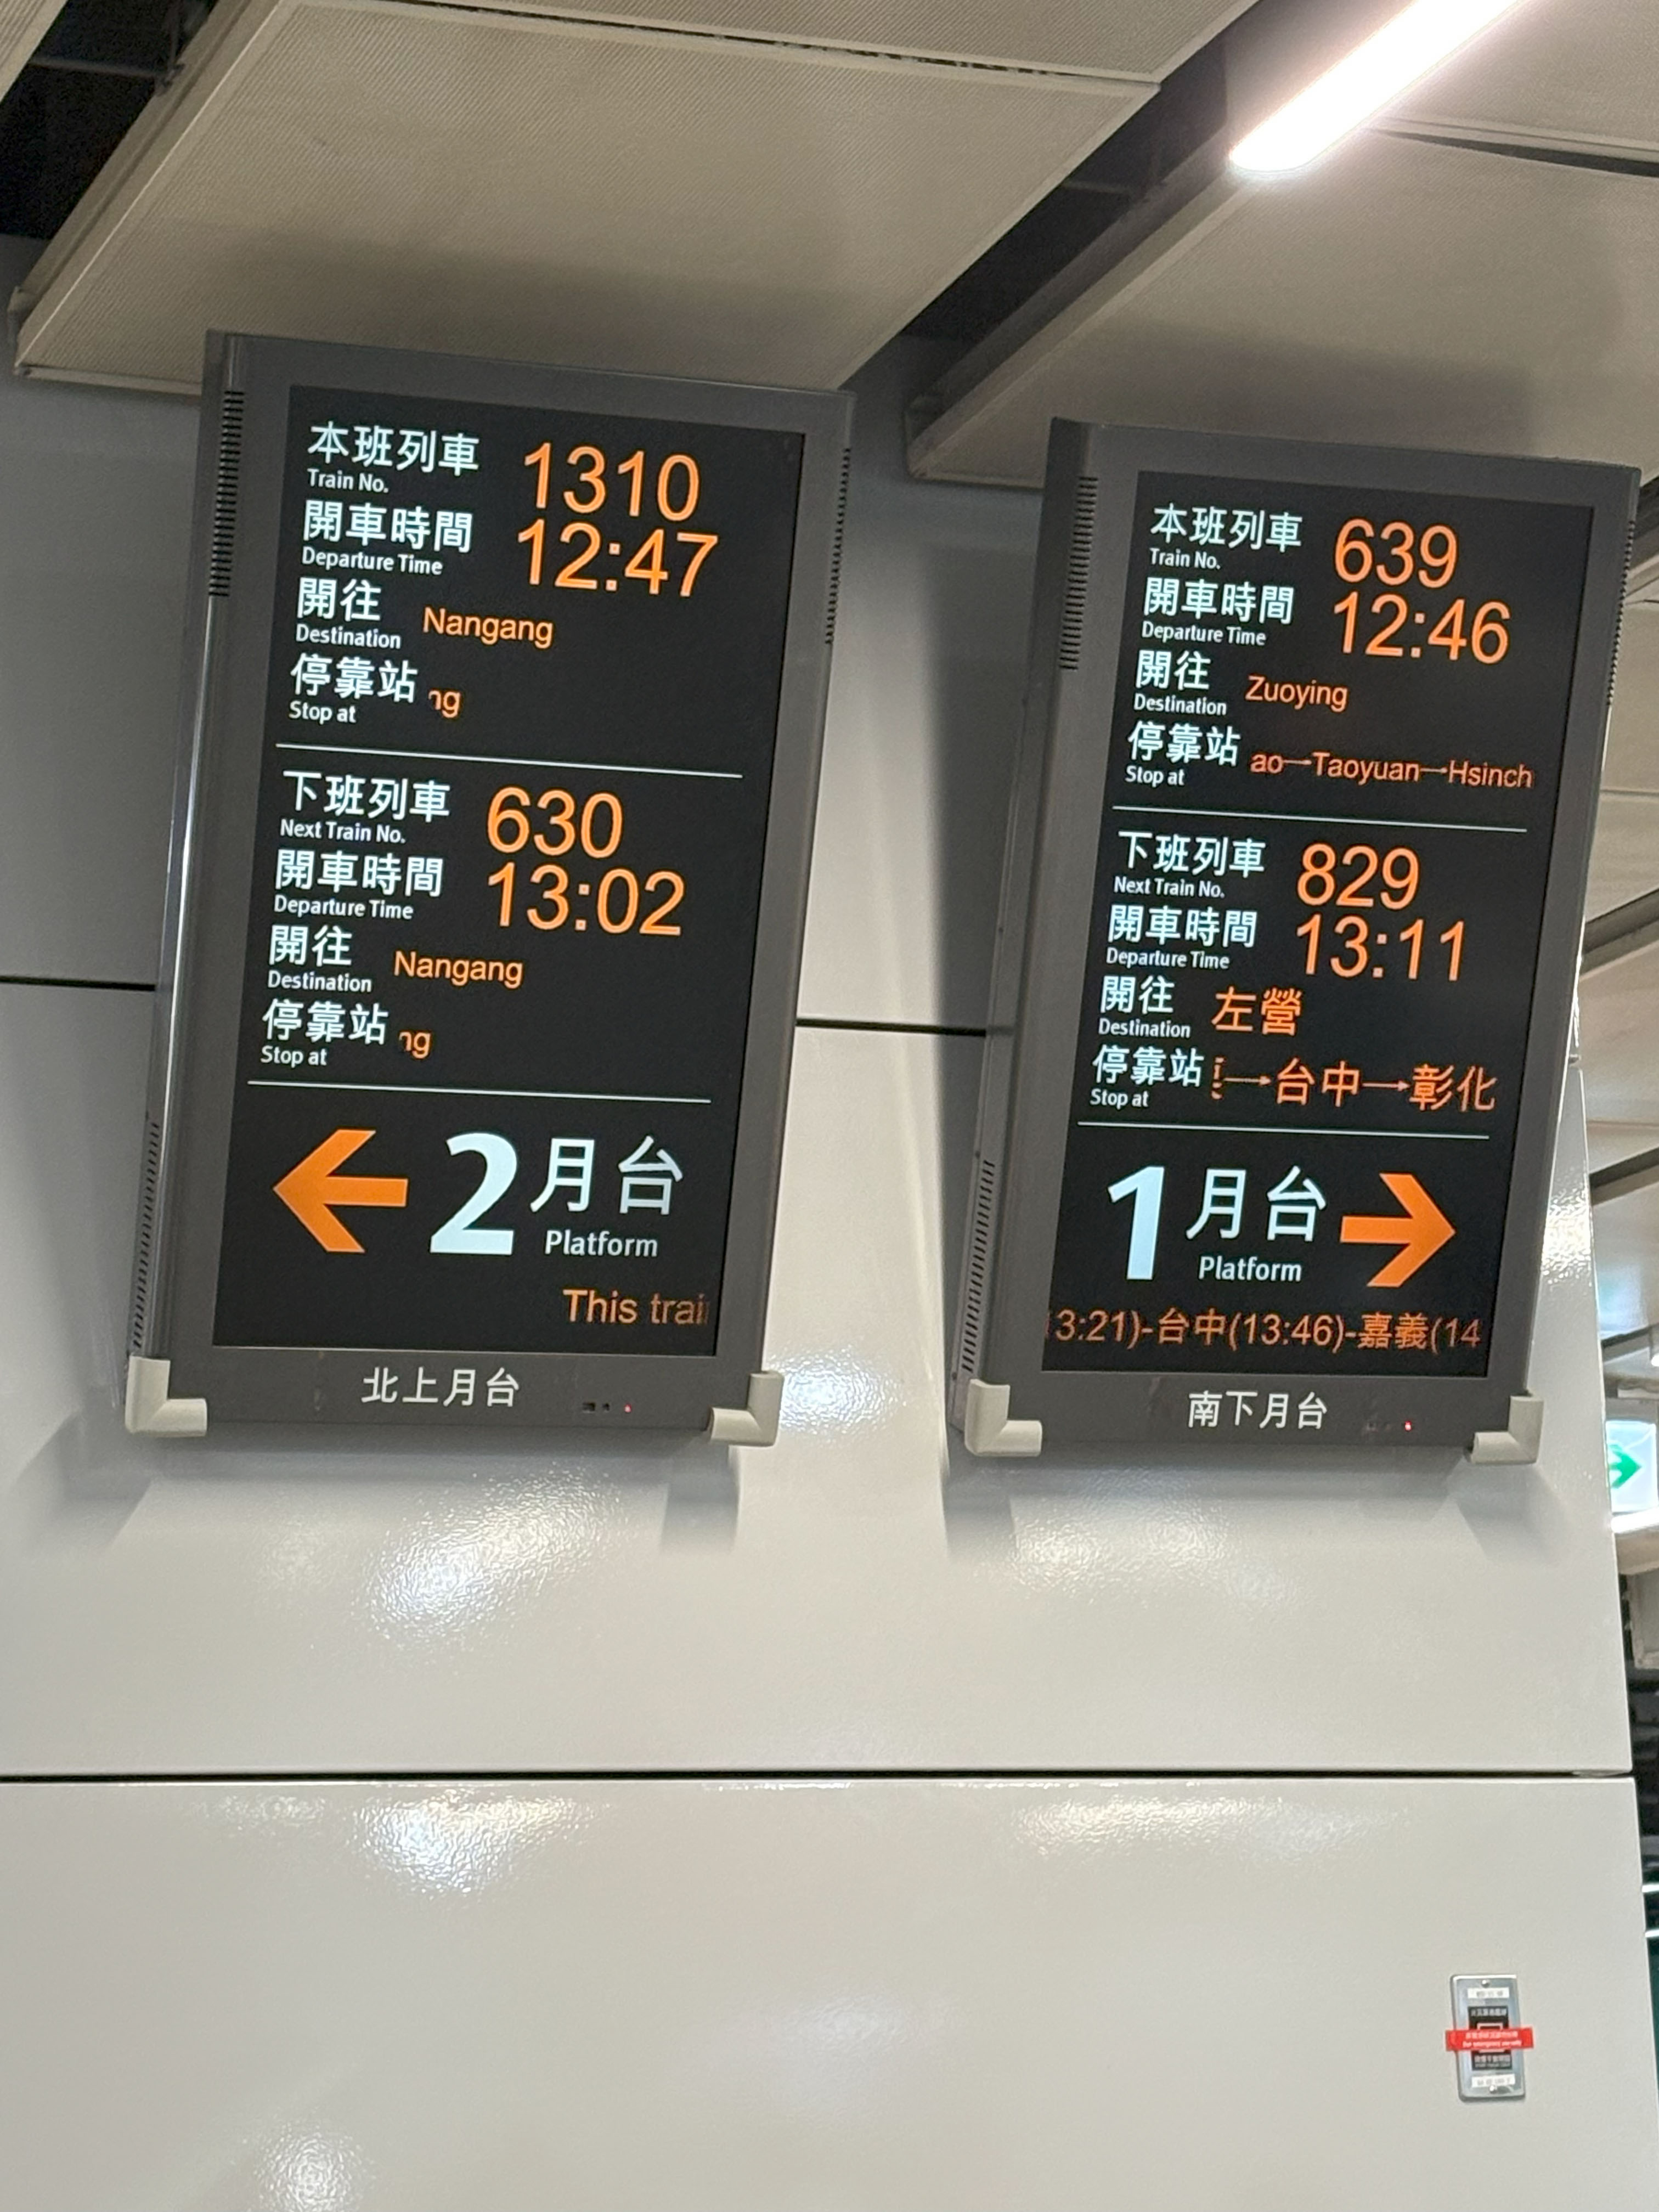 本班列車 1310
Train No.
開車時間 12:47
Departure Time
開往 Nangang
Destination
停靠站 ng
Stop at
下班列車 630
Next Train No.
開車時間 13:02
Departure Time
開往 Nangang
Destination
停靠站 ng
Stop at
2 月台
Platform
This trai
北上月台
本班列車 639
Train No.
開車時間 12:46
Departure Time
開往 Zuoying
Destination
停靠站 ao→Taoyuan→Hsinch
Stop at
下班列車 829
Next Train No.
開車時間 13:11
Departure Time
開往 左營
Destination
停靠站 →台中→彰化
Stop at
1 月台
Platform
3:21)-台中(13:46)-嘉義(14
南下月台